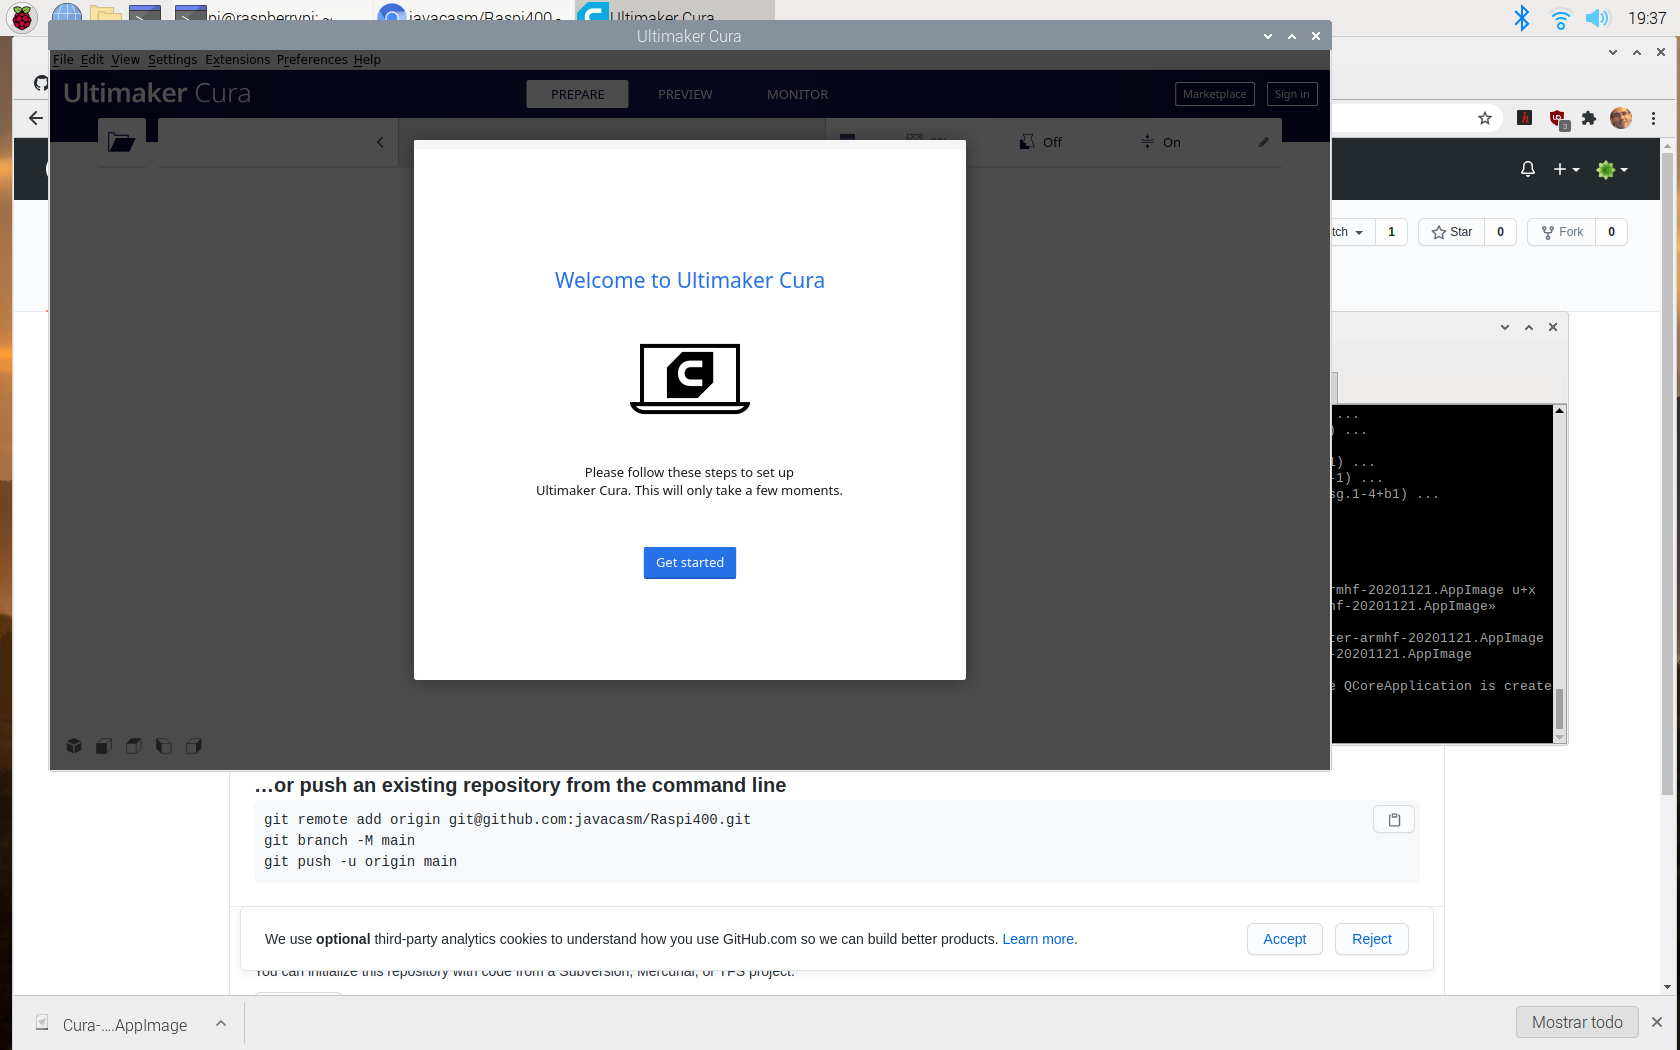 pi@raspberrypi: ~
javacasm/Raspi400 -
Ultimaker Cura
19:37
Ultimaker Cura
File Edit View Settings Extensions Preferences Help
Ultimaker Cura
PREPARE
PREVIEW
MONITOR
Marketplace
Sign in
Off
On
3
tch
1
Star
0
Fork
0
Welcome to Ultimaker Cura
Please follow these steps to set up
Ultimaker Cura. This will only take a few moments.
Get started
...
) ...
1) ...
-1) ...
sg.1-4+b1) ...
rmhf-20201121.AppImage u+x
hf-20201121.AppImage»
ter-armhf-20201121.AppImage
-20201121.AppImage
e QCoreApplication is create
…or push an existing repository from the command line
git remote add origin git@github.com:javacasm/Raspi400.git
git branch -M main
git push -u origin main
We use optional third-party analytics cookies to understand how you use GitHub.com so we can build better products. Learn more.
Accept
Reject
You can initialize this repository with code from a Subversion, Mercurial, or TFS project.
Cura-....AppImage
Mostrar todo